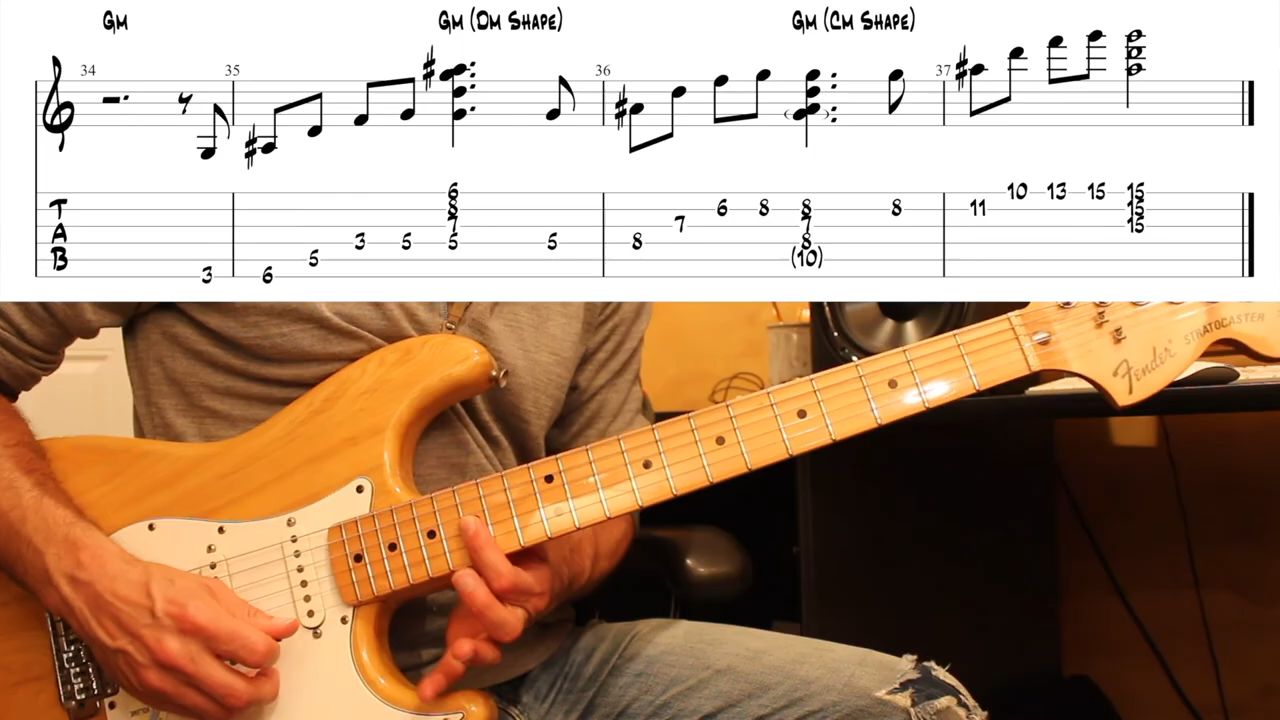 Gm Gm (Dm Shape) Gm (Cm Shape)
34 35 36 37
6 10 13 15 15
8 6 8 8 8 11 15
7 7 7 15
3 5 5 5 8 8
5 (10)
3 6
T
A
B
Fender STRATOCASTER